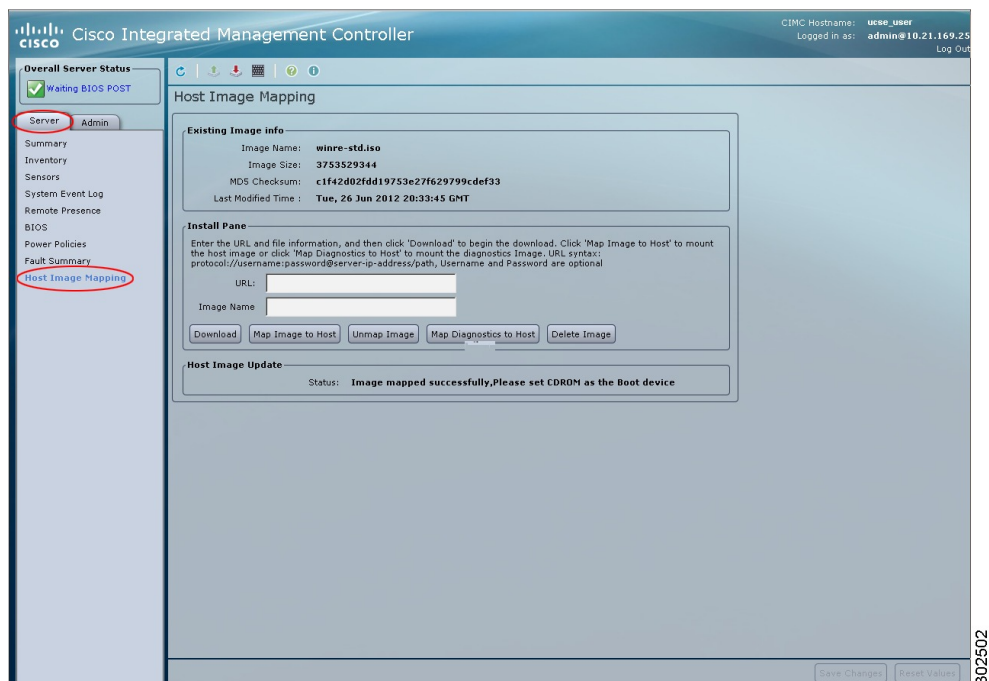 CISCO
Cisco Integrated Management Controller
CIMC Hostname: ucse_user
Logged in as: admin@10.21.169.25
Log Out
Overall Server Status
Waiting BIOS POST
Server
Admin
Summary
Inventory
Sensors
System Event Log
Remote Presence
BIOS
Power Policies
Fault Summary
Host Image Mapping
Host Image Mapping
Existing Image info
Image Name: winre-std.iso
Image Size: 3753529344
MD5 Checksum: c1f42d02fdd19753e27f629799cdef33
Last Modified Time : Tue, 26 Jun 2012 20:33:45 GMT
Install Pane
Enter the URL and file information, and then click 'Download' to begin the download. Click 'Map Image to Host' to mount
the host image or click 'Map Diagnostics to Host' to mount the diagnostics Image. URL syntax:
protocol://username:password@server-ip-address/path, Username and Password are optional
URL:
Image Name
Download Map Image to Host Unmap Image Map Diagnostics to Host Delete Image
Host Image Update
Status: Image mapped successfully,Please set CDROM as the Boot device
Save Changes Reset Values
302502